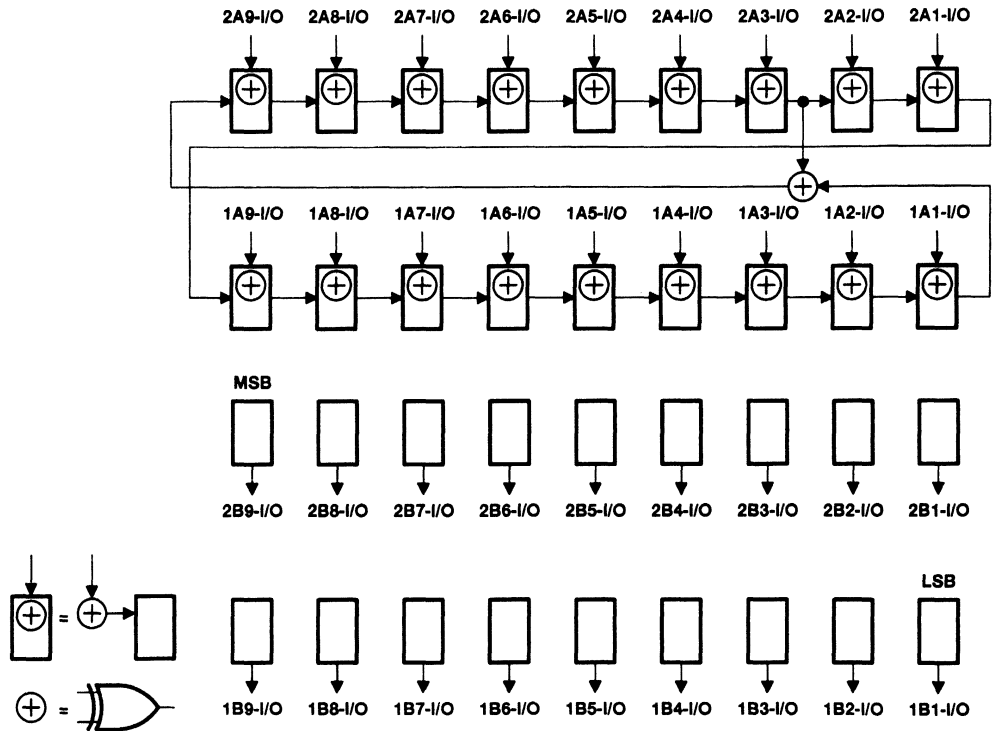 2A9-I/O 2A8-I/O 2A7-I/O 2A6-I/O 2A5-I/O 2A4-I/O 2A3-I/O 2A2-I/O 2A1-I/O
1A9-I/O 1A8-I/O 1A7-I/O 1A6-I/O 1A5-I/O 1A4-I/O 1A3-I/O 1A2-I/O 1A1-I/O
MSB
2B9-I/O 2B8-I/O 2B7-I/O 2B6-I/O 2B5-I/O 2B4-I/O 2B3-I/O 2B2-I/O 2B1-I/O
LSB
=
1B9-I/O 1B8-I/O 1B7-I/O 1B6-I/O 1B5-I/O 1B4-I/O 1B3-I/O 1B2-I/O 1B1-I/O
=